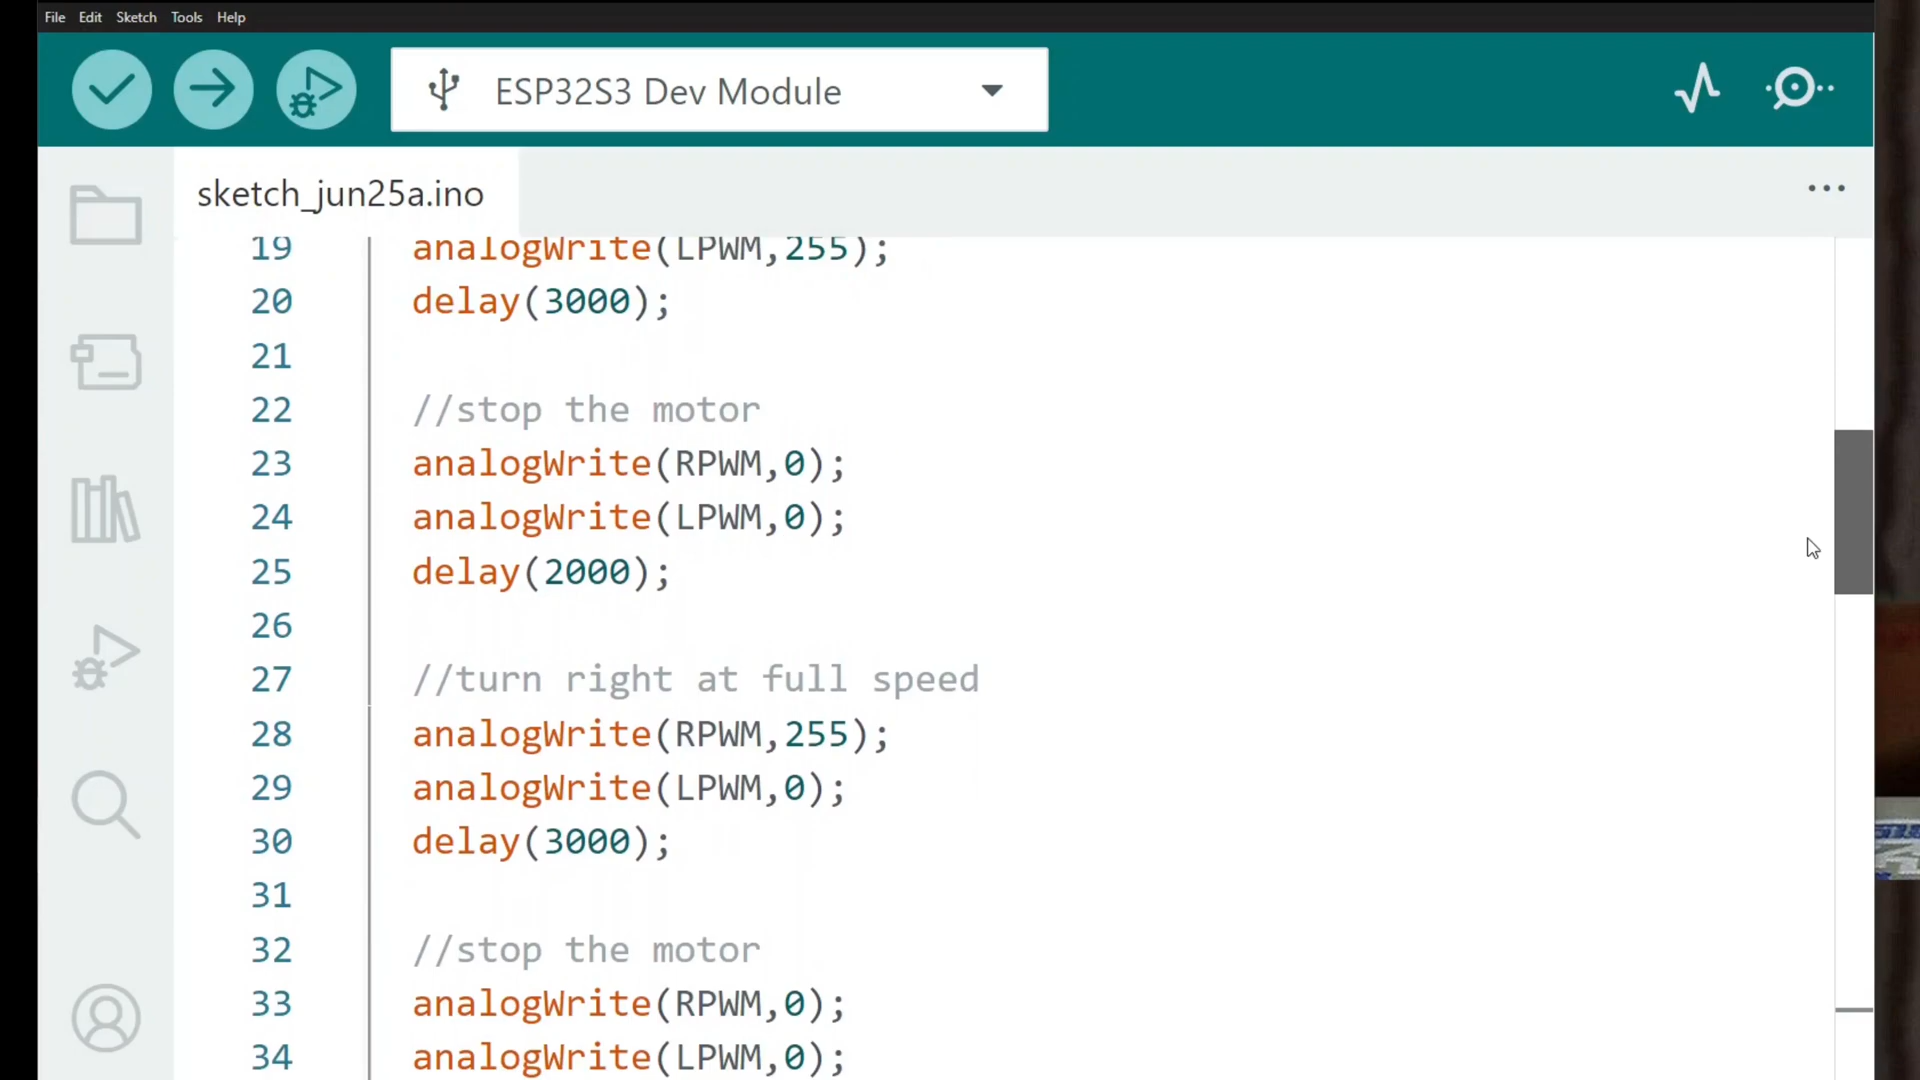 File Edit Sketch Tools Help
ESP32S3 Dev Module
sketch_jun25a.ino
19 analogWrite(LPWM,255);
20 delay(3000);
21
22 //stop the motor
23 analogWrite(RPWM,0);
24 analogWrite(LPWM,0);
25 delay(2000);
26
27 //turn right at full speed
28 analogWrite(RPWM,255);
29 analogWrite(LPWM,0);
30 delay(3000);
31
32 //stop the motor
33 analogWrite(RPWM,0);
34 analogWrite(LPWM,0);